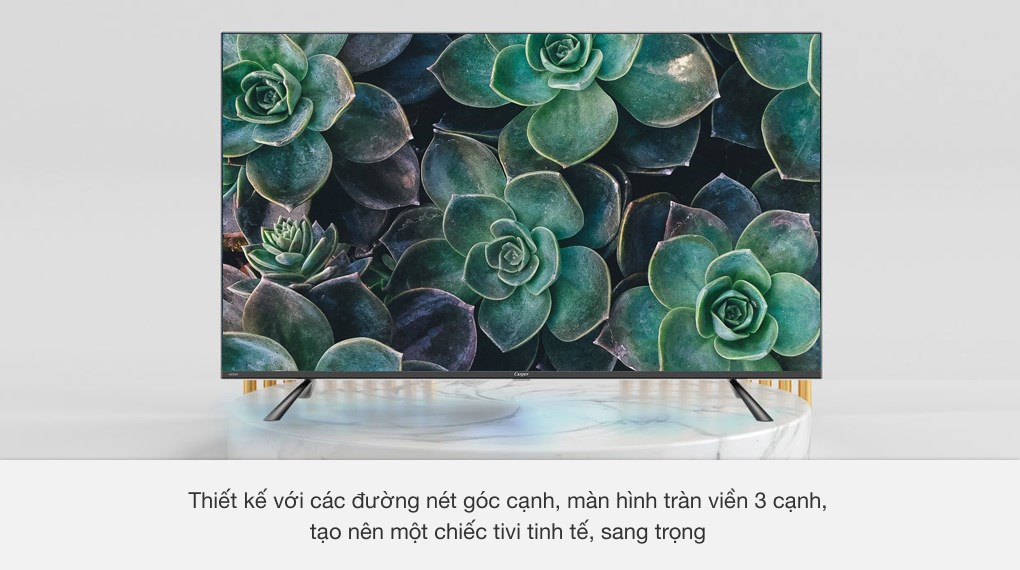 Casper
Thiết kế với các đường nét góc cạnh, màn hình tràn viền 3 cạnh,
tạo nên một chiếc tivi tinh tế, sang trọng